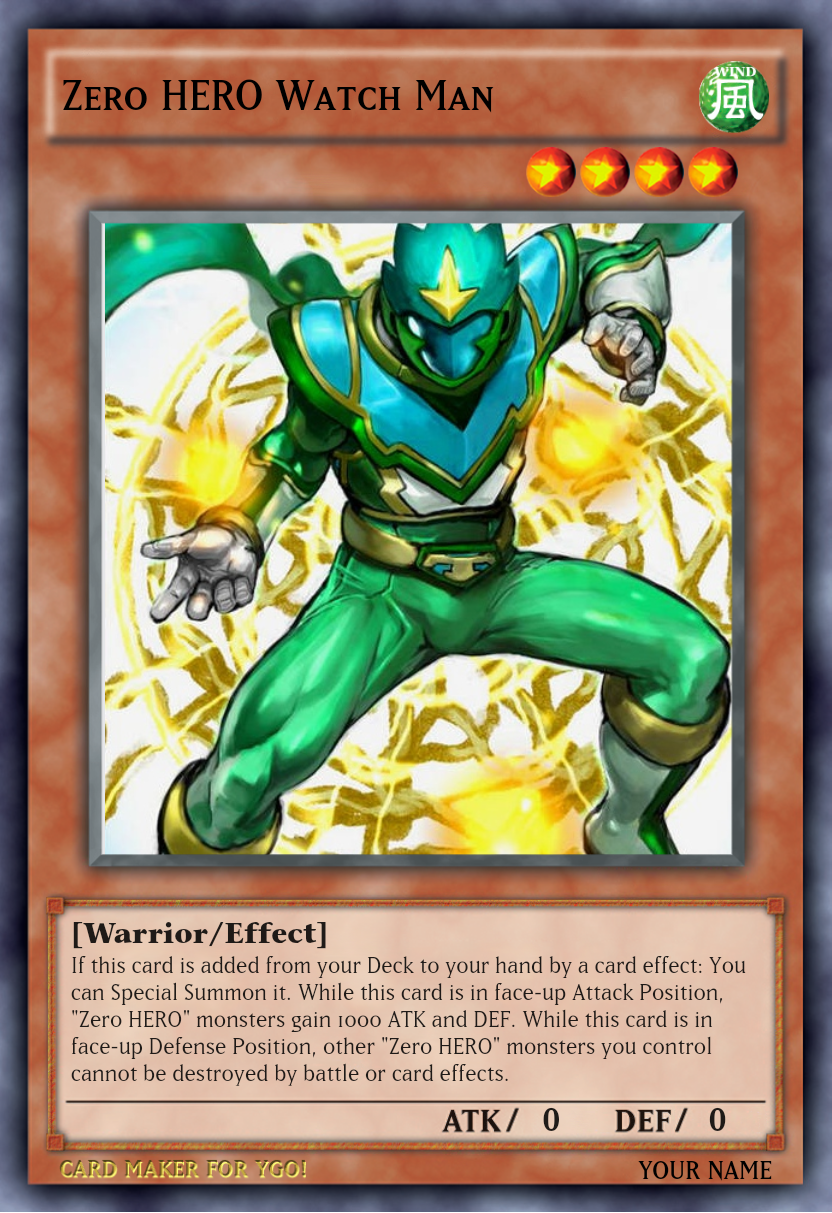 Zero HERO Watch Man
WIND
風
[Warrior/Effect]
If this card is added from your Deck to your hand by a card effect: You
can Special Summon it. While this card is in face-up Attack Position,
"Zero HERO" monsters gain 1000 ATK and DEF. While this card is in
face-up Defense Position, other "Zero HERO" monsters you control
cannot be destroyed by battle or card effects.
ATK/ 0 DEF/ 0
CARD MAKER FOR YGO! YOUR NAME